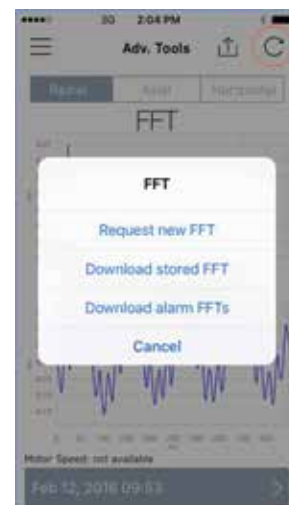 3G 2:04 PM
Adv. Tools
Radial Axial Horizontal
FFT
FFT
Request new FFT
Download stored FFT
Download alarm FFTs
Cancel
Motor Speed: not available
Feb 12, 2016 09:53